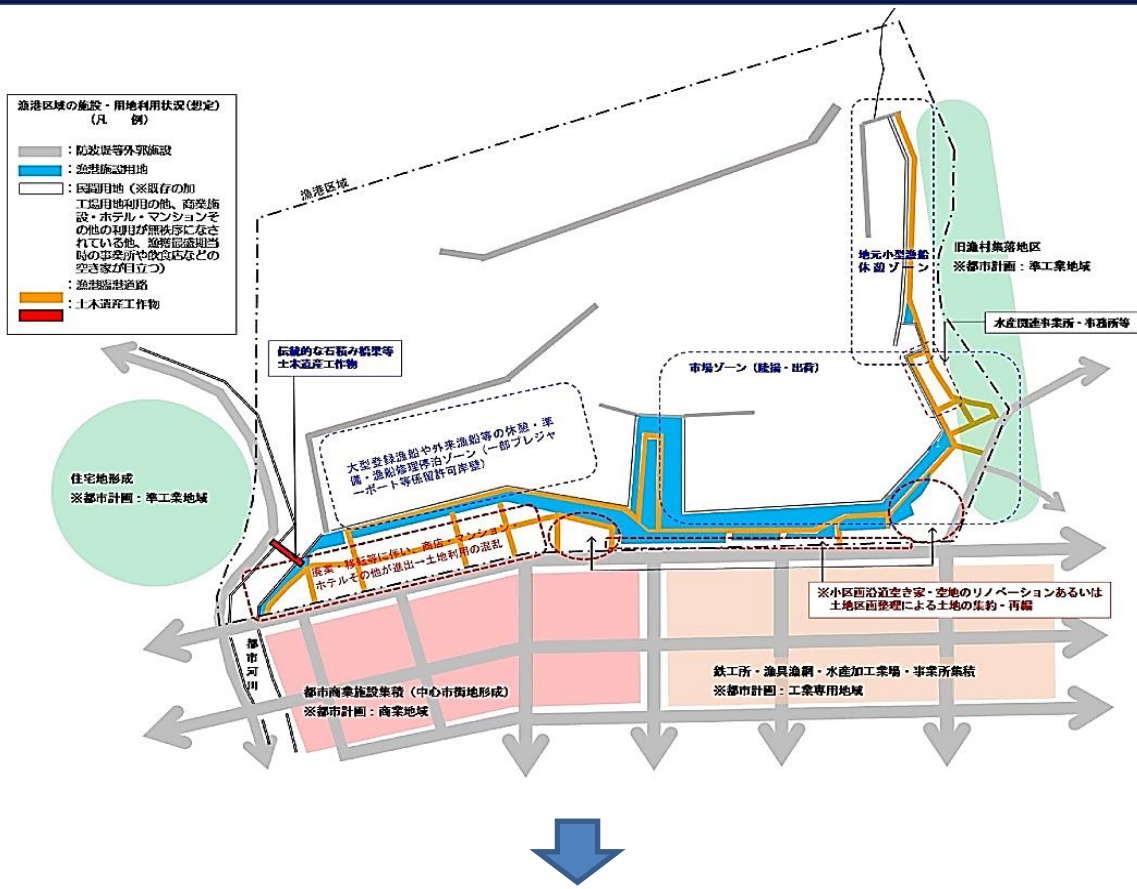 漁港区域の施設・用地利用状況(想定)
(凡 例)
:防波堤等外郭施設
:漁港施設用地
:民間用地(※既存の加
工場用地利用の他、商業施
設・ホテル・マンションそ
の他の利用が無秩序になさ
れている他、漁撈最盛期当
時の事業所や飲食店などの
空き家が目立つ)
:漁港臨港道路
:土木遺産工作物
漁港区域
地元小型漁船
休憩ゾーン
旧漁村集落地区
※都市計画:準工業地域
水産関連事業所・事務所等
伝統的な石積み橋梁等
土木遺産工作物
市場ゾーン(陸揚・出荷)
大型登録漁船や外来漁船等の休憩・準
備・漁船修理停泊ゾーン(一部プレジャ
ーボート等係留許可岸壁)
住宅地形成
※都市計画:準工業地域
廃業・移転等に伴い、商店・マンション
ホテルその他が進出→土地利用の混乱
※小区画沿道空き家・空地のリノベーションあるいは
土地区画整理による土地の集約・再編
都市河川
都市商業施設集積(中心市街地形成)
※都市計画:商業地域
鉄工所・漁具漁網・水産加工業場・事業所集積
※都市計画:工業専用地域